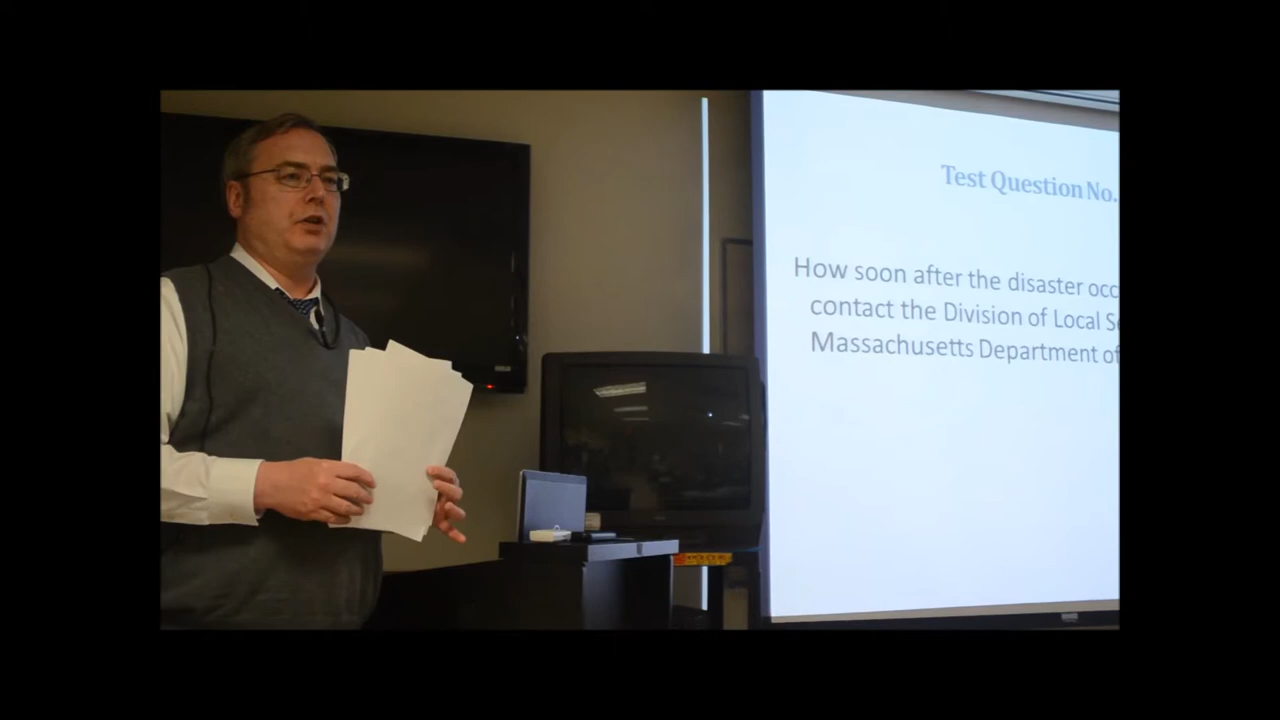 Test Question No.
How soon after the disaster occ
contact the Division of Local S
Massachusetts Department of